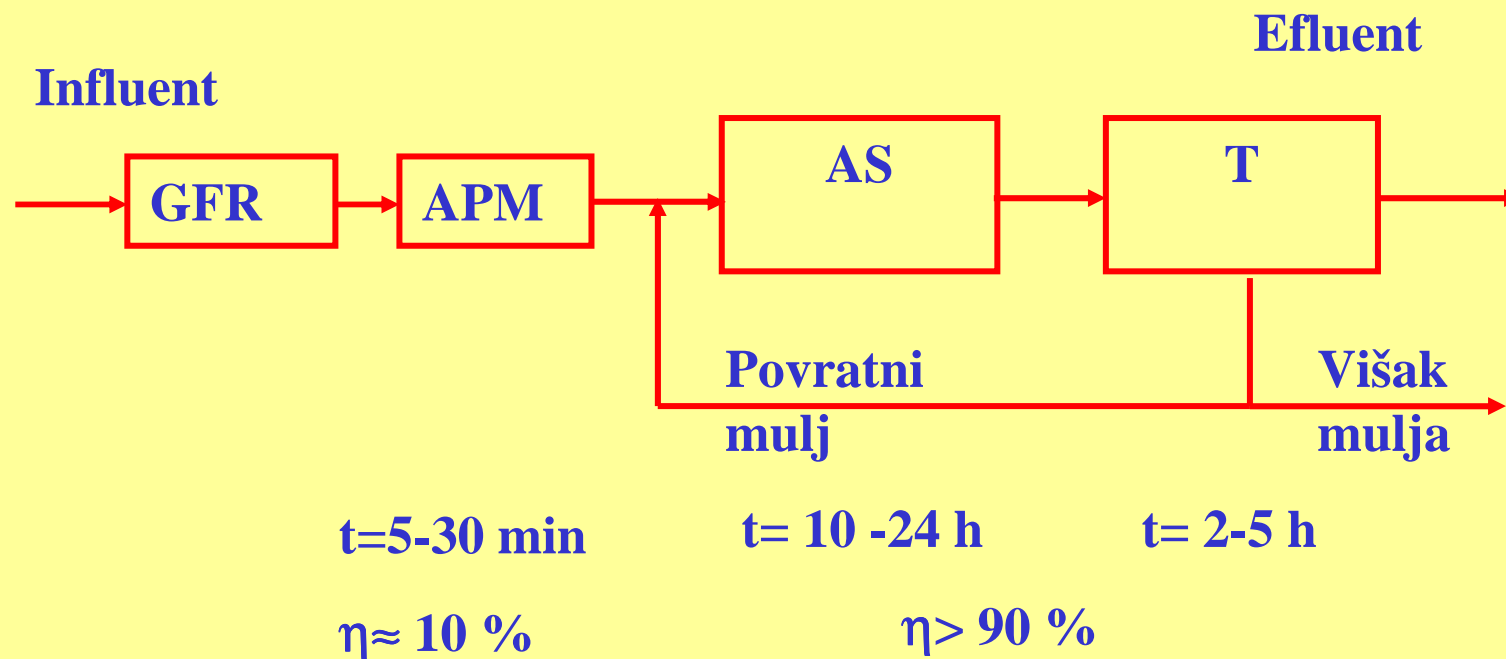 Efluent
Influent
GFR
APM
AS
T
Povratni
mulj
Višak
mulja
t=5-30 min
t= 10 -24 h
t= 2-5 h
η≈ 10 %
η> 90 %